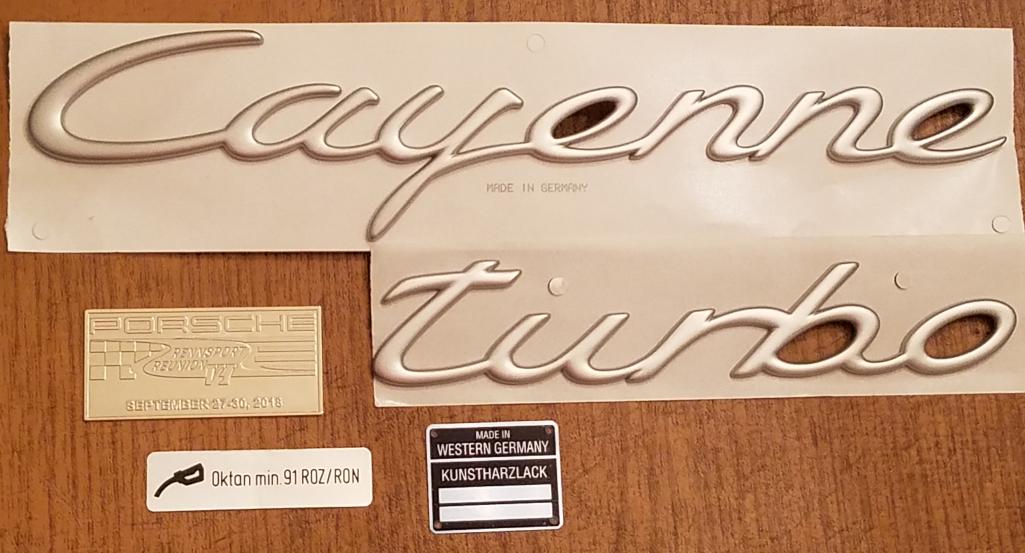 Cayenne
MADE IN GERMANY
turbo
PORSCHE
RENNSPORT
REUNION VI
SEPTEMBER 27-30, 2018
Oktan min. 91 ROZ/RON
MADE IN
WESTERN GERMANY
KUNSTHARZLACK